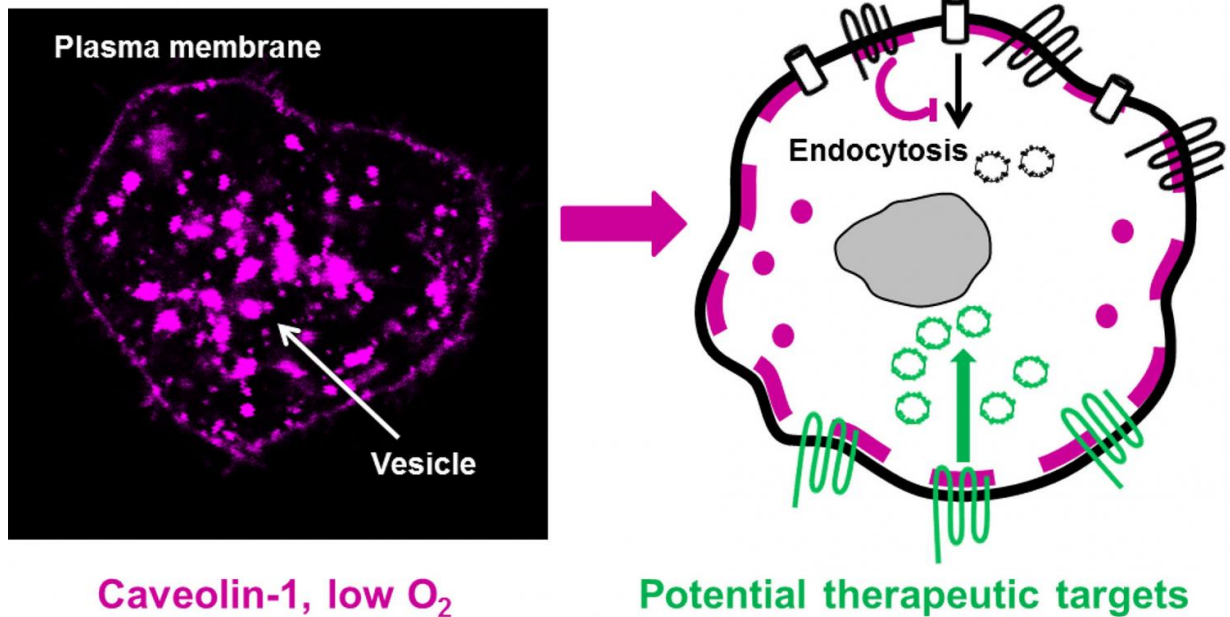 Plasma membrane
Vesicle
Endocytosis
Caveolin-1, low O₂
Potential therapeutic targets